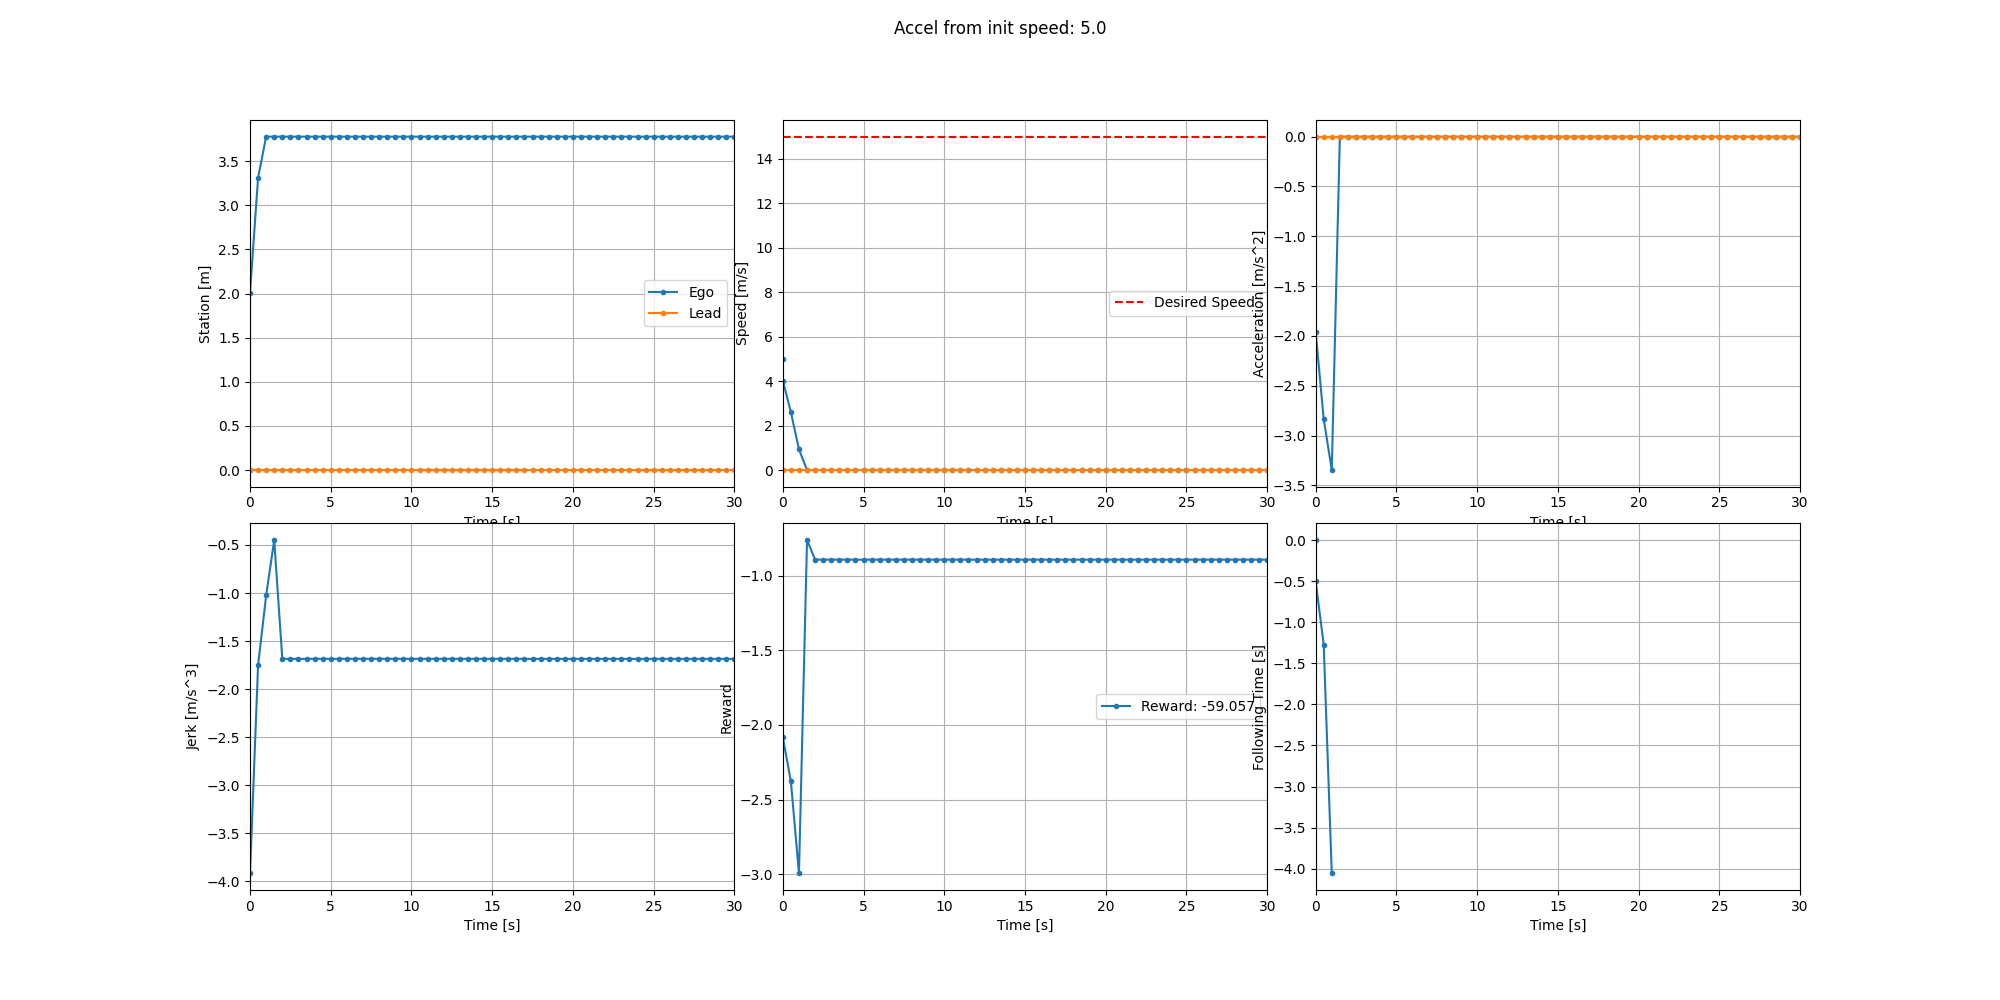 Accel from init speed: 5.0
Station [m]
3.5
3.0
2.5
2.0
1.5
1.0
0.5
0.0
0 5 10 15 20 25 30
Time [s]
Ego
Lead
Speed [m/s]
14
12
10
8
6
4
2
0
0 5 10 15 20 25 30
Time [s]
Desired Speed
Acceleration [m/s^2]
0.0
−0.5
−1.0
−1.5
−2.0
−2.5
−3.0
−3.5
0 5 10 15 20 25 30
Time [s]
Jerk [m/s^3]
−0.5
−1.0
−1.5
−2.0
−2.5
−3.0
−3.5
−4.0
0 5 10 15 20 25 30
Time [s]
Reward
−1.0
−1.5
−2.0
−2.5
−3.0
0 5 10 15 20 25 30
Time [s]
Reward: -59.057
Following Time [s]
0.0
−0.5
−1.0
−1.5
−2.0
−2.5
−3.0
−3.5
−4.0
0 5 10 15 20 25 30
Time [s]